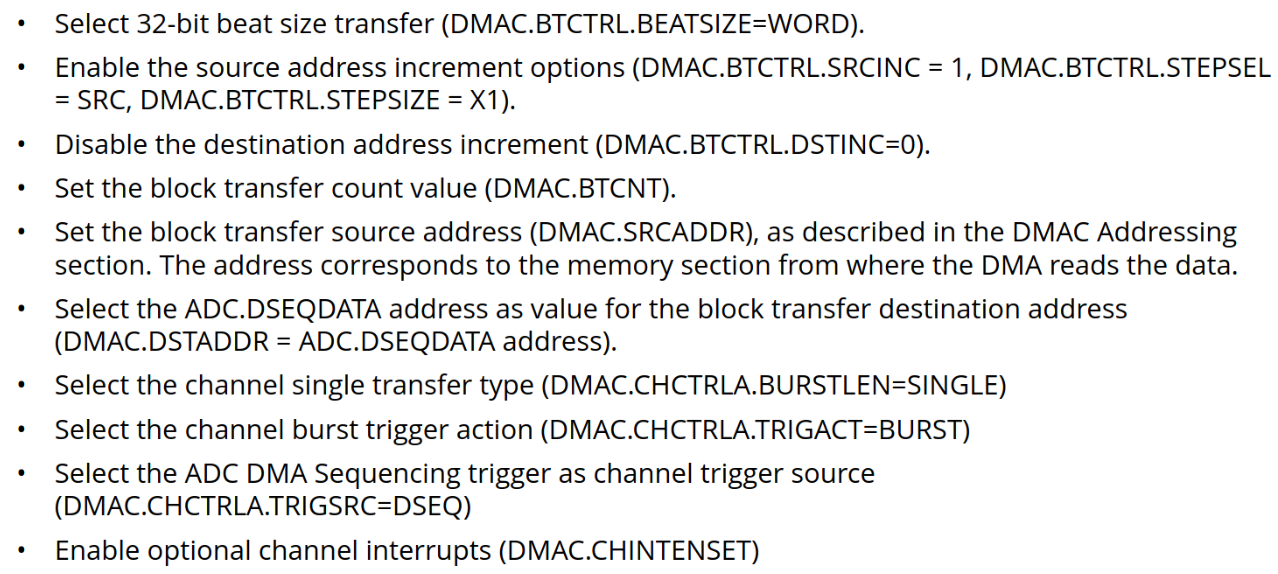 • Select 32-bit beat size transfer (DMAC.BTCTRL.BEATSIZE=WORD).
• Enable the source address increment options (DMAC.BTCTRL.SRCINC = 1, DMAC.BTCTRL.STEPSEL
= SRC, DMAC.BTCTRL.STEPSIZE = X1).
• Disable the destination address increment (DMAC.BTCTRL.DSTINC=0).
• Set the block transfer count value (DMAC.BTCNT).
• Set the block transfer source address (DMAC.SRCADDR), as described in the DMAC Addressing
section. The address corresponds to the memory section from where the DMA reads the data.
• Select the ADC.DSEQDATA address as value for the block transfer destination address
(DMAC.DSTADDR = ADC.DSEQDATA address).
• Select the channel single transfer type (DMAC.CHCTRLA.BURSTLEN=SINGLE)
• Select the channel burst trigger action (DMAC.CHCTRLA.TRIGACT=BURST)
• Select the ADC DMA Sequencing trigger as channel trigger source
(DMAC.CHCTRLA.TRIGSRC=DSEQ)
• Enable optional channel interrupts (DMAC.CHINTENSET)